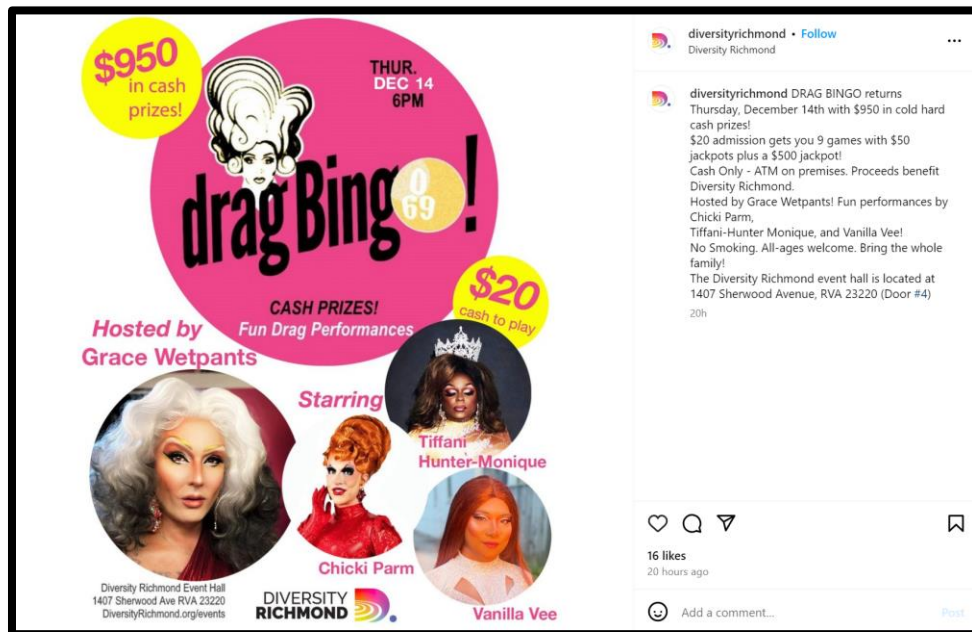 $950
in cash
prizes!
THUR.
DEC 14
6PM
drag Bingo!
O
69
CASH PRIZES!
Fun Drag Performances
$20
cash to play
Hosted by
Grace Wetpants
Starring
Tiffani
Hunter-Monique
Chicki Parm
Vanilla Vee
Diversity Richmond Event Hall
1407 Sherwood Ave RVA 23220
DiversityRichmond.org/events
DIVERSITY
RICHMOND
diversityrichmond • Follow
Diversity Richmond
diversityrichmond DRAG BINGO returns
Thursday, December 14th with $950 in cold hard
cash prizes!
$20 admission gets you 9 games with $50
jackpots plus a $500 jackpot!
Cash Only - ATM on premises. Proceeds benefit
Diversity Richmond.
Hosted by Grace Wetpants! Fun performances by
Chicki Parm,
Tiffani-Hunter Monique, and Vanilla Vee!
No Smoking. All-ages welcome. Bring the whole
family!
The Diversity Richmond event hall is located at
1407 Sherwood Avenue, RVA 23220 (Door #4)
20h
16 likes
20 hours ago
Add a comment...
Post